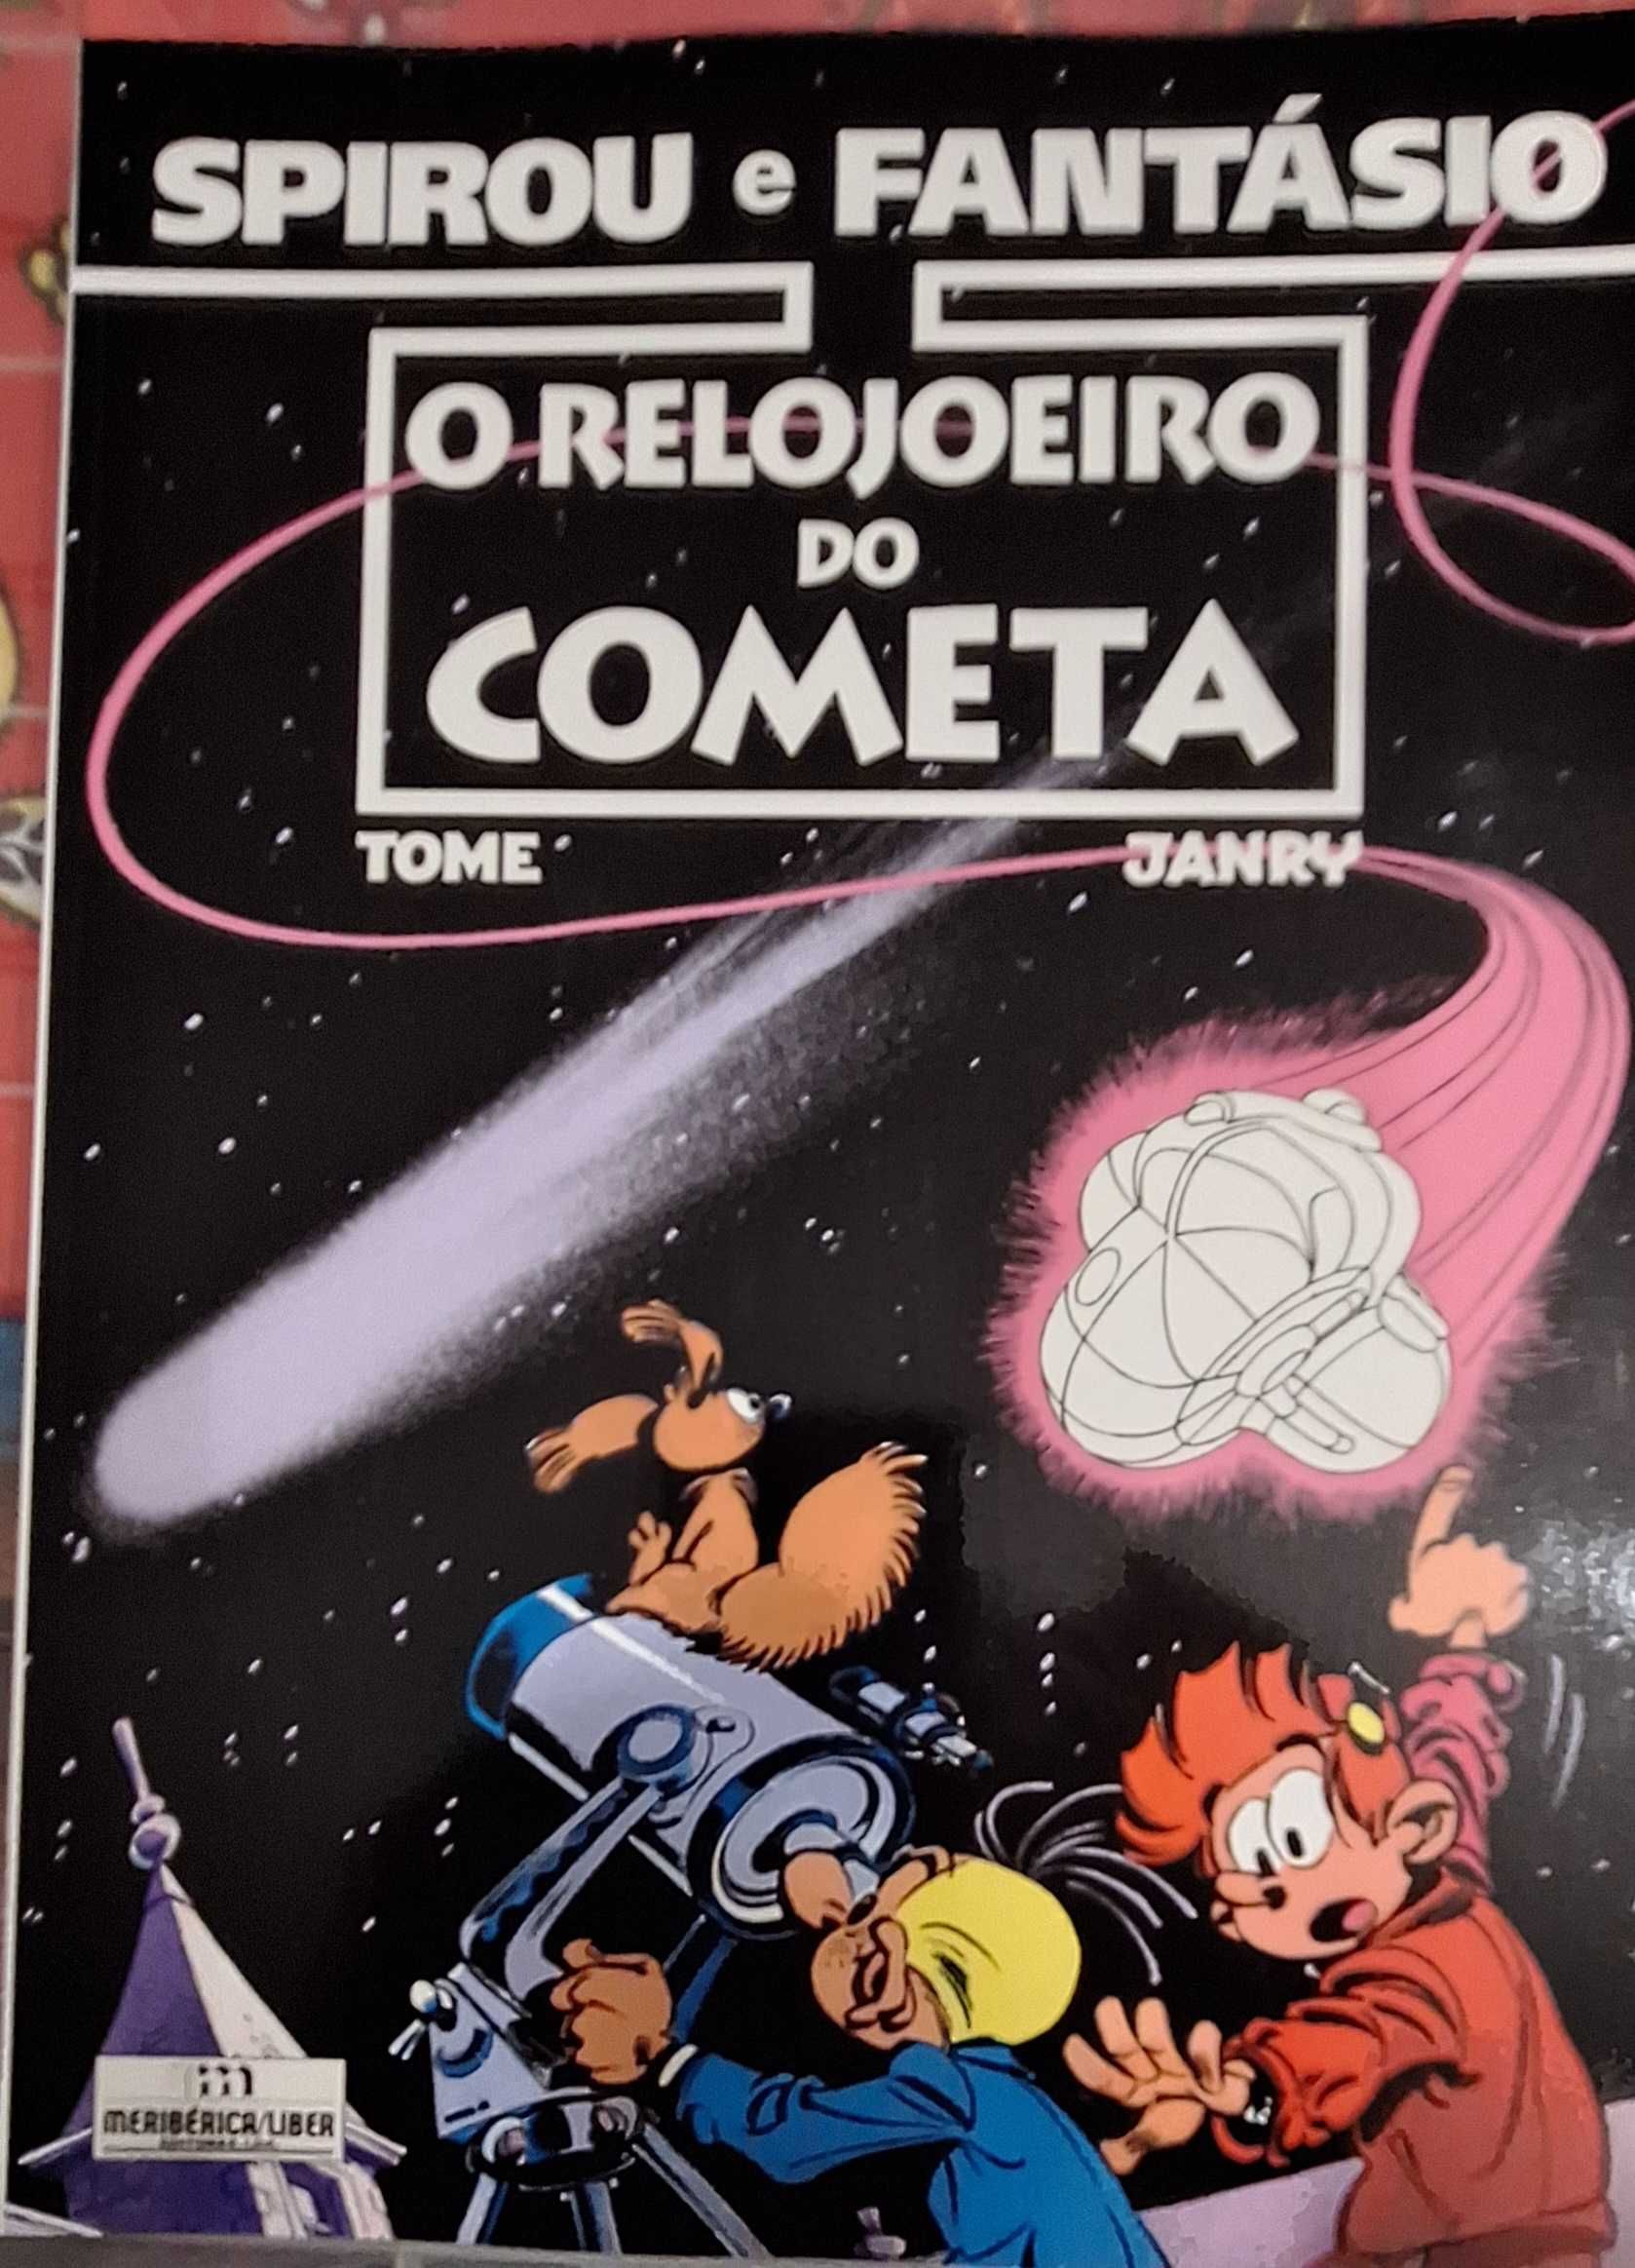 SPIROU e FANTÁSIO
O RELOJOEIRO
DO
COMETA
TOME
JANRY
m
MERIBÉRICA/LIBER